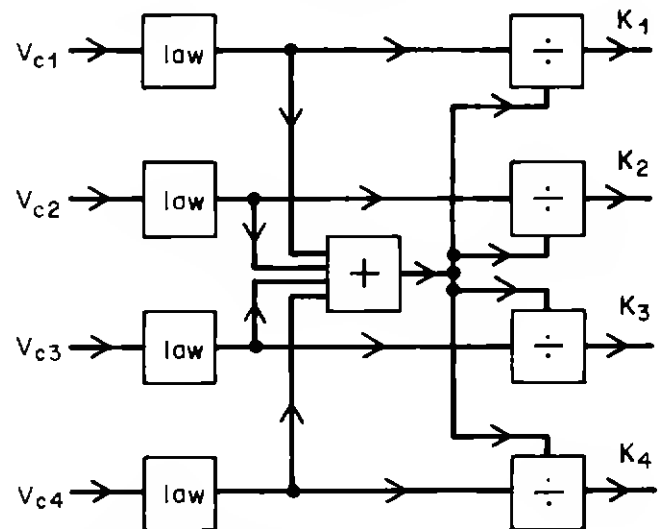 Vc1 law ÷ K1
Vc2 law ÷ K2
+
Vc3 law ÷ K3
Vc4 law ÷ K4